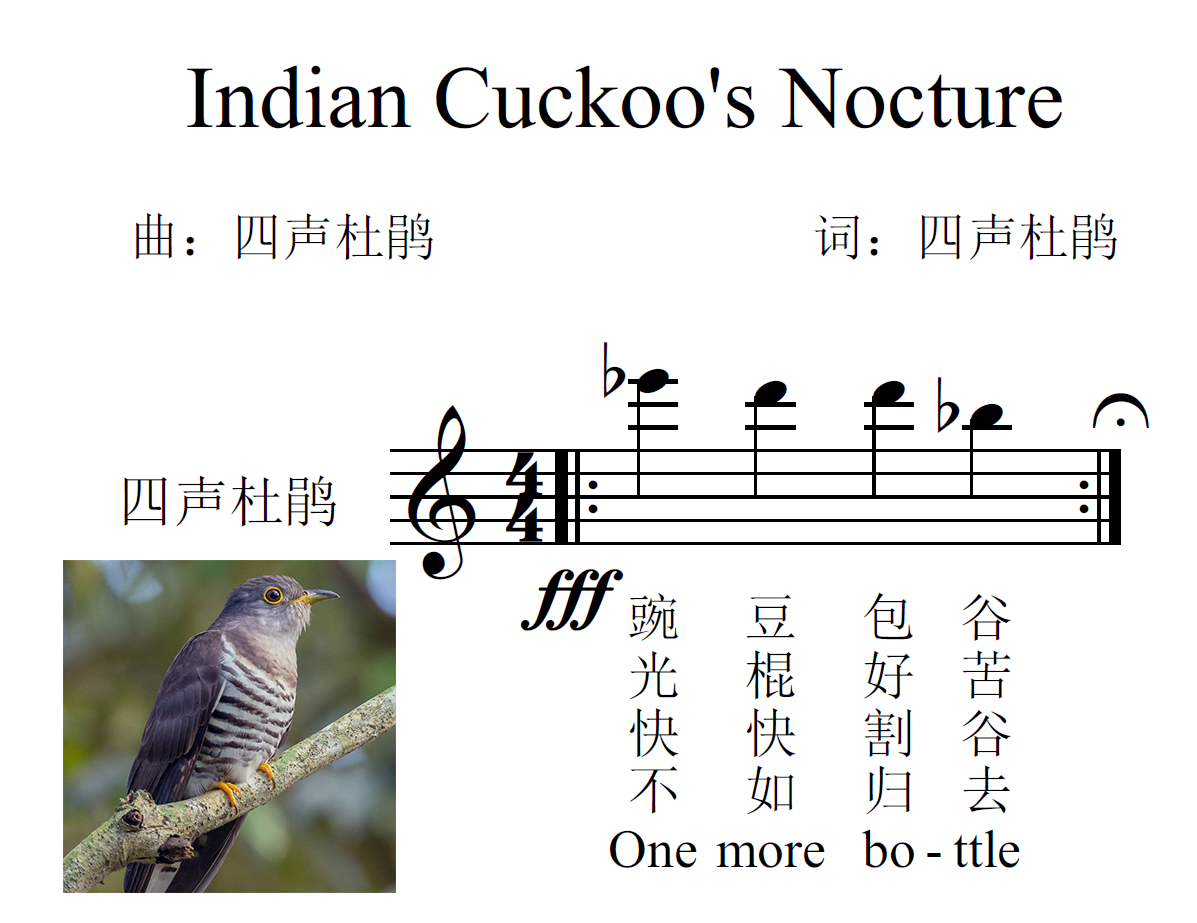 Indian Cuckoo's Nocture
曲：四声杜鹃 词：四声杜鹃
四声杜鹃
4
4
fff
豌 豆 包 谷
光 棍 好 苦
快 快 割 谷
不 如 归 去
One more bo - ttle